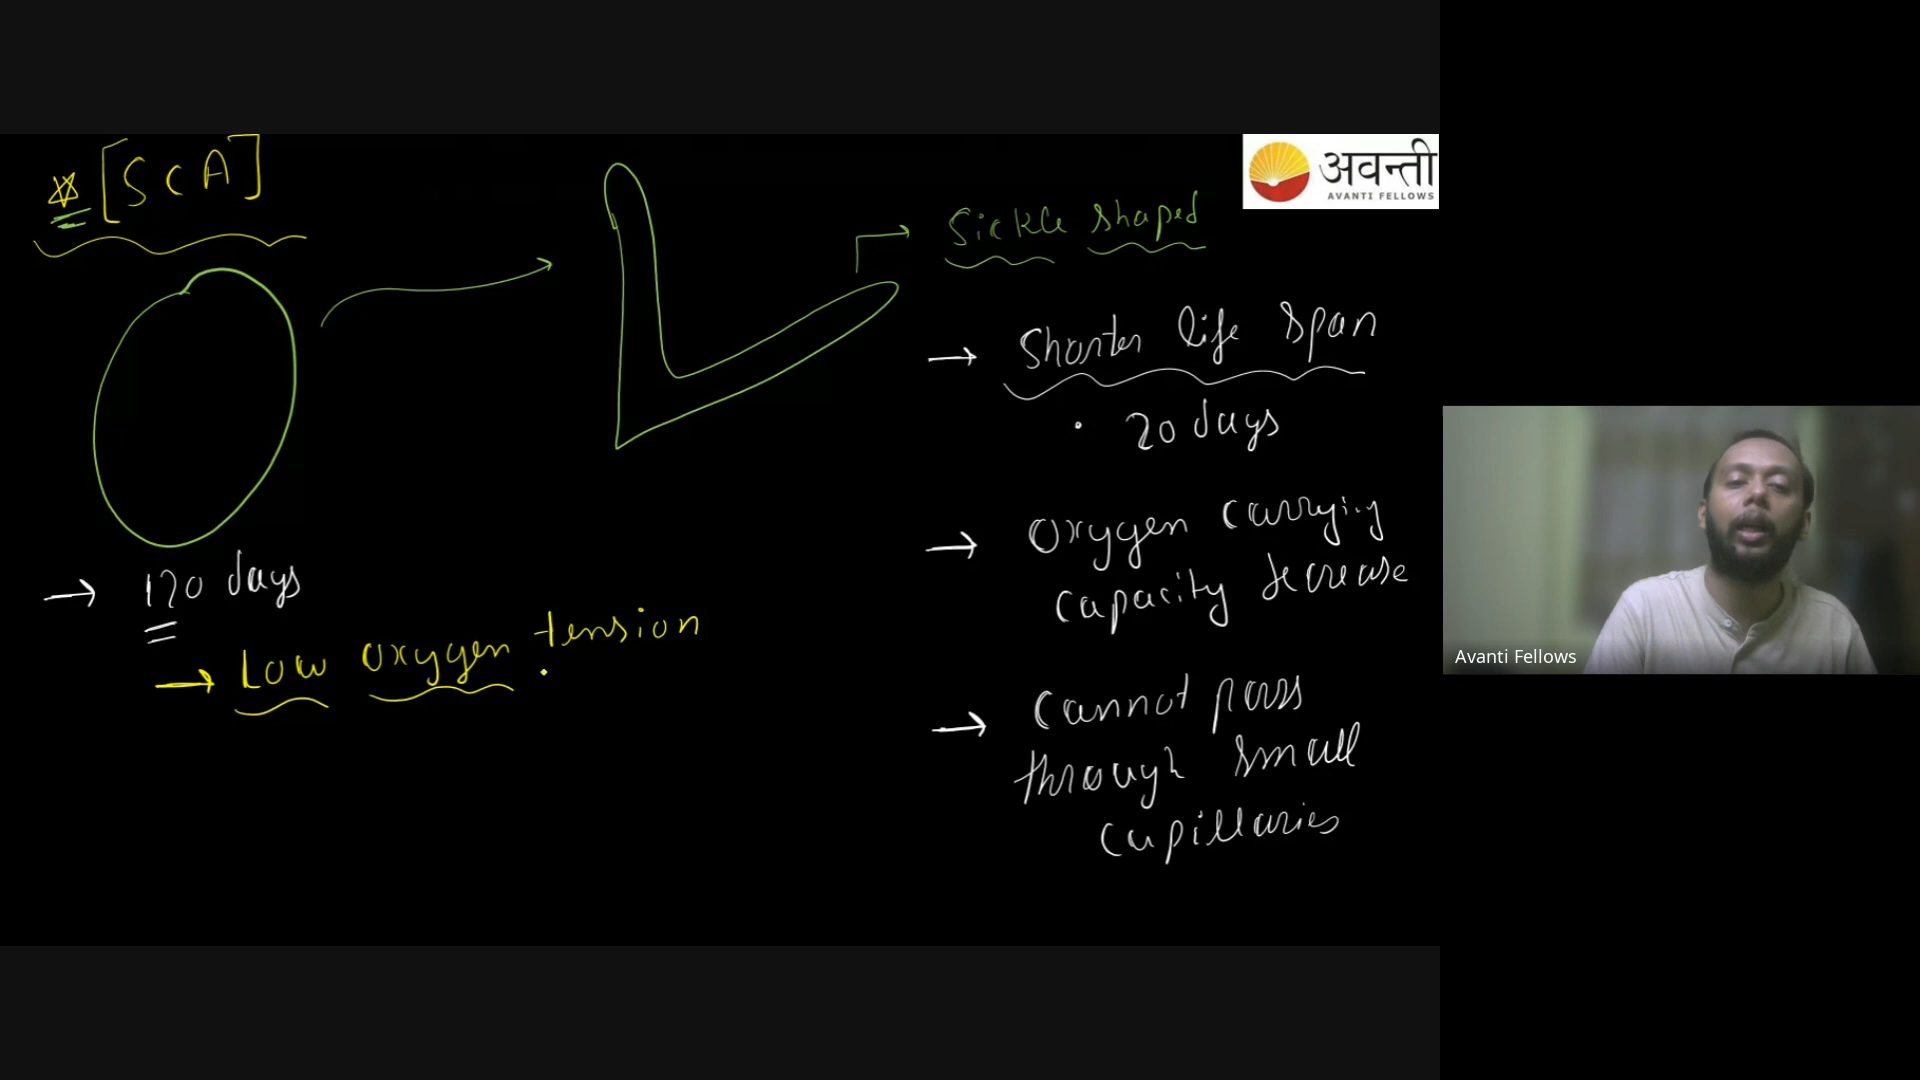 [SCA]
Sickle shaped
अवन्ती
AVANTI FELLOWS
→ Shorter life span
20 days
→ Oxygen carrying
capacity decrease
→ 120 days
→ Low oxygen tension
→ Cannot pass
through small
capillaries
Avanti Fellows